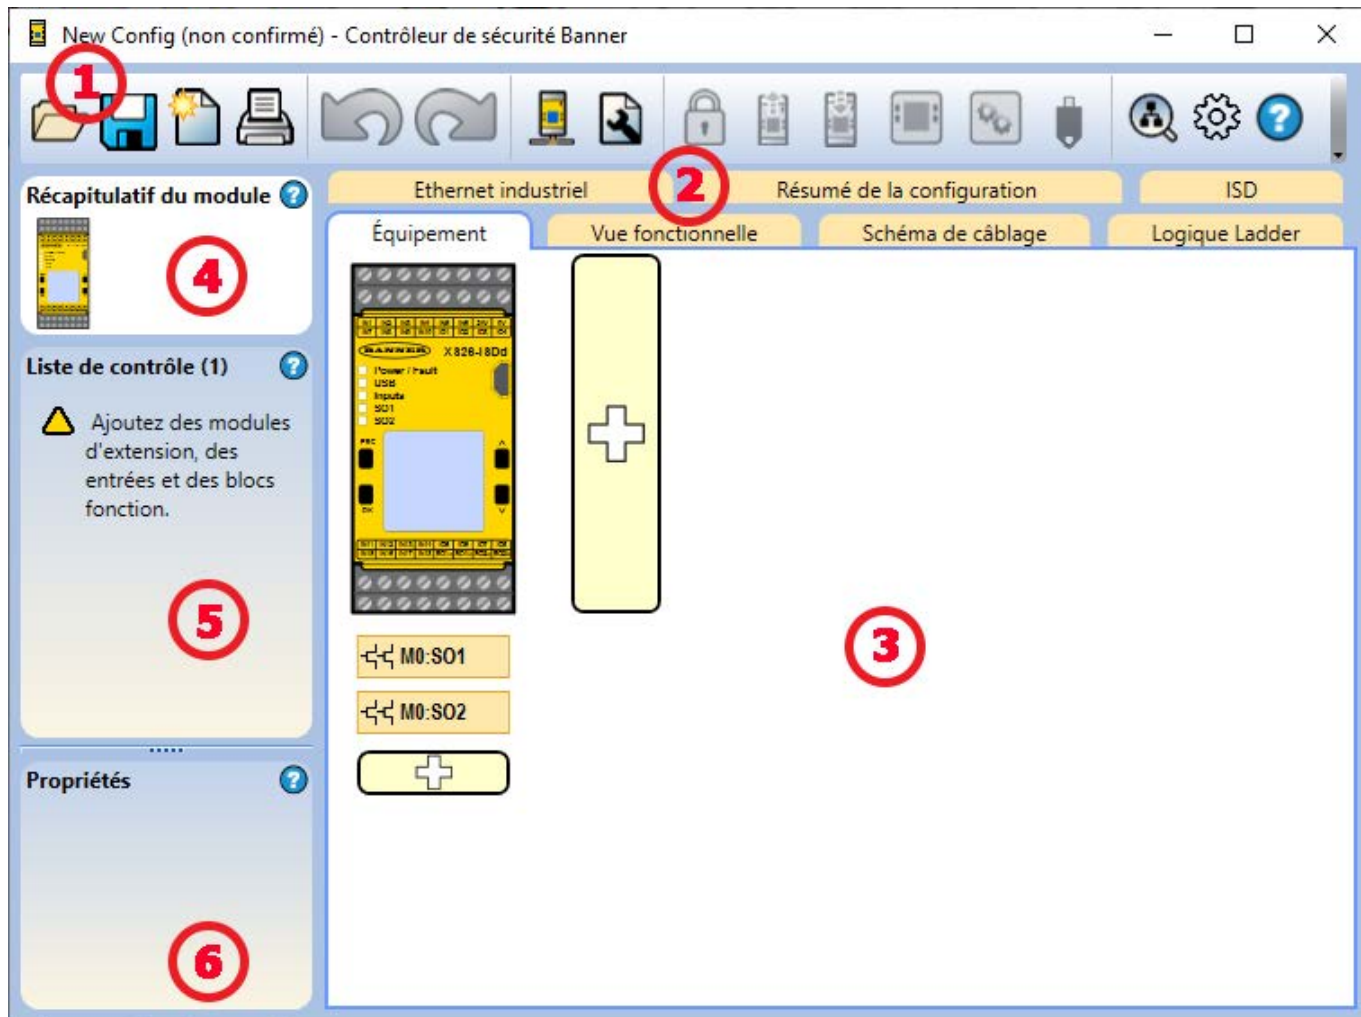 New Config (non confirmé) - Contrôleur de sécurité Banner
1
Récapitulatif du module
?
4
Ethernet industriel
2
Résumé de la configuration
ISD
Équipement
Vue fonctionnelle
Schéma de câblage
Logique Ladder
Liste de contrôle (1)
?
Ajoutez des modules
d'extension, des
entrées et des blocs
fonction.
5
BANNER
Power / Fault
USB
Inputs
SO1
SO2
ESC
OK
M0:SO1
M0:SO2
3
Propriétés
?
6